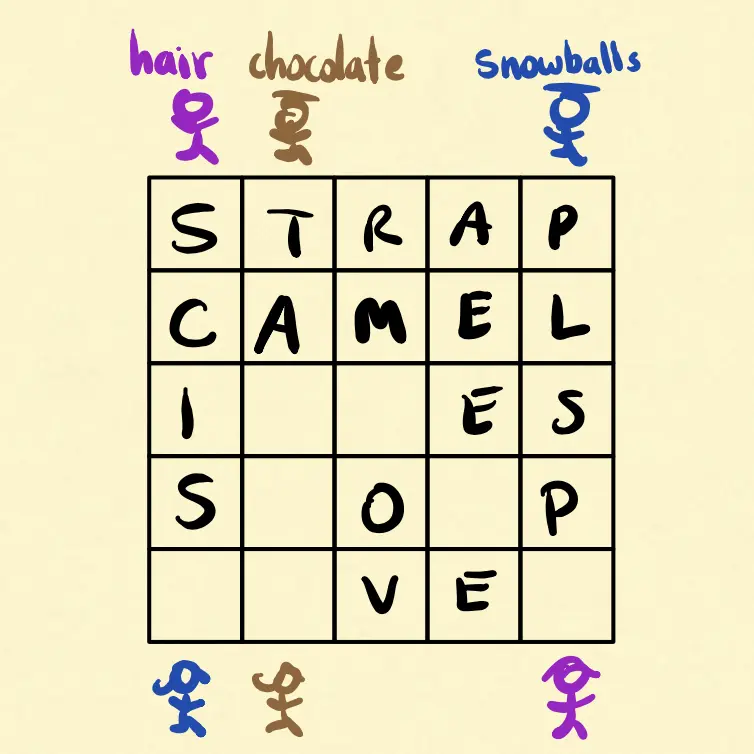 hair chocolate snowballs
S T R A P
C A M E L
I E S
S O P
V E